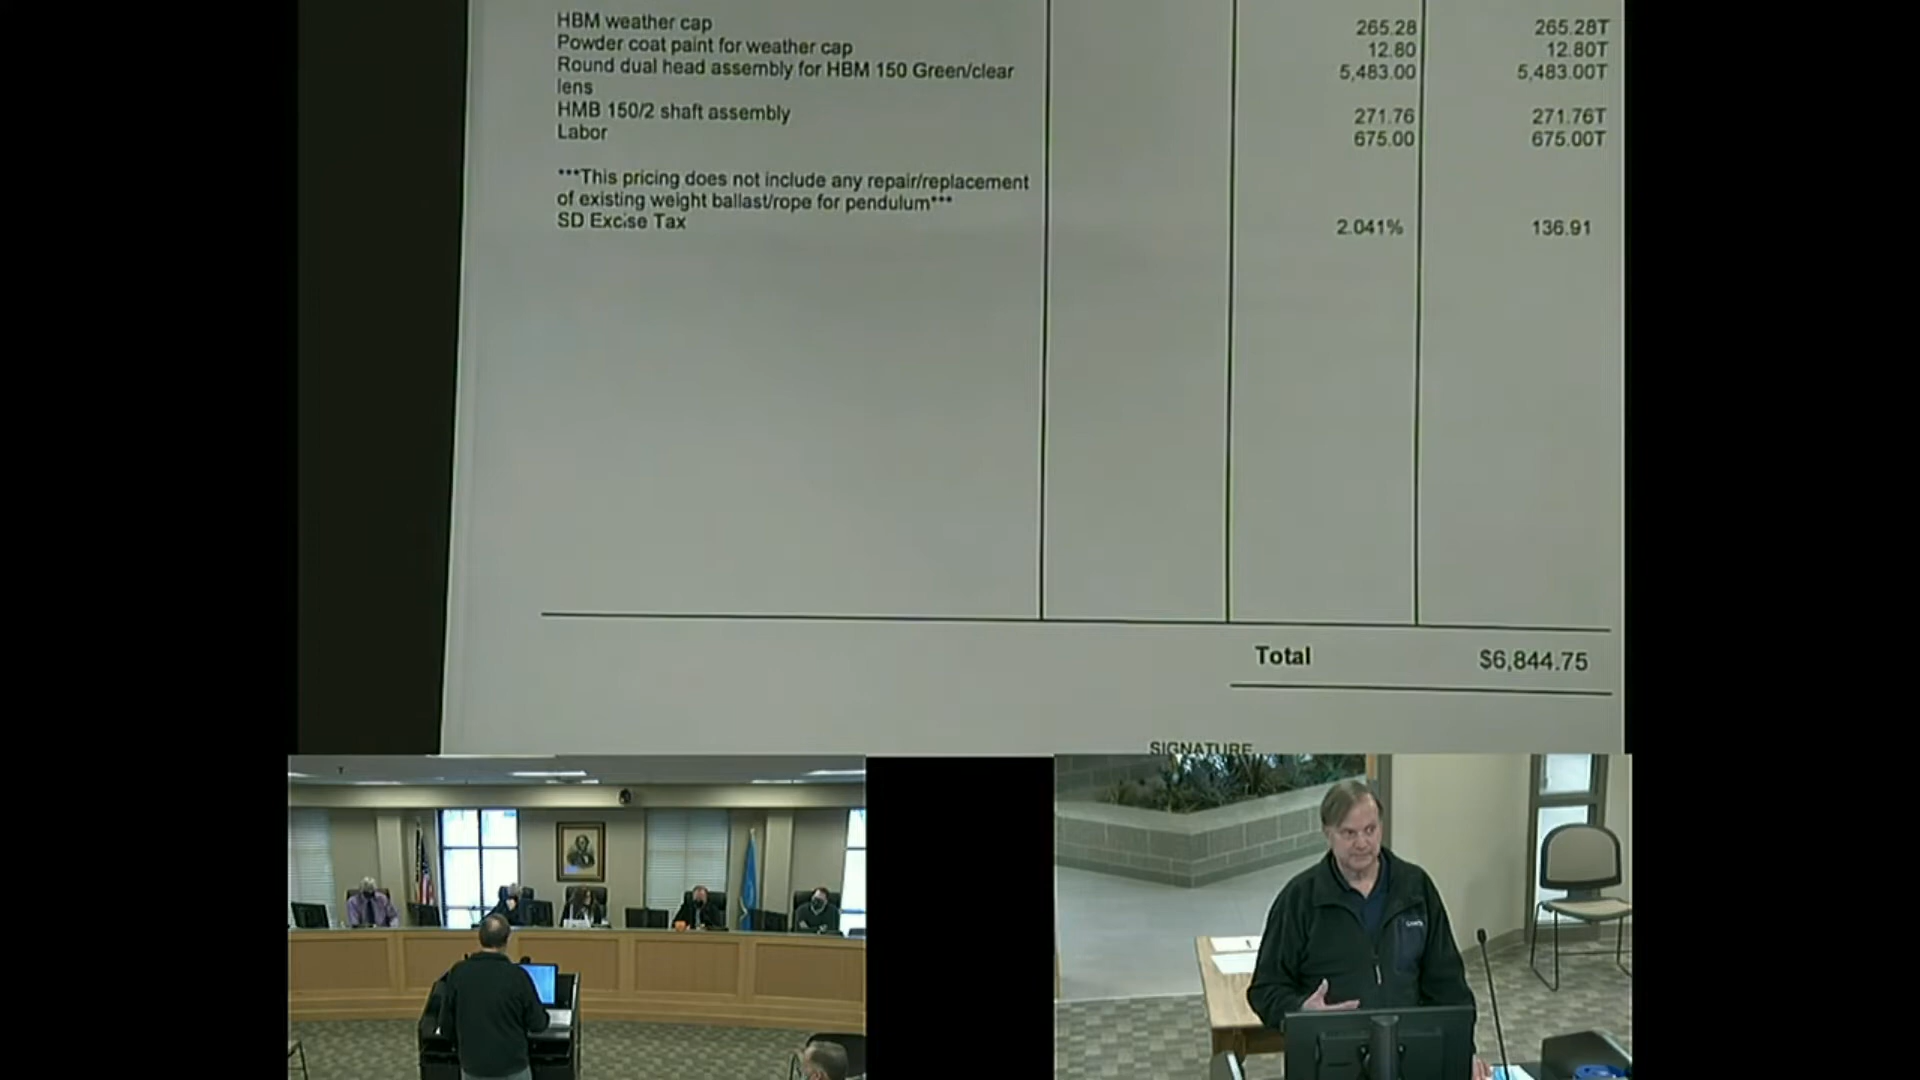 HBM weather cap 265.28 265.28T
Powder coat paint for weather cap 12.80 12.80T
Round dual head assembly for HBM 150 Green/clear 5,483.00 5,483.00T
lens
HMB 150/2 shaft assembly 271.76 271.76T
Labor 675.00 675.00T
***This pricing does not include any repair/replacement
of existing weight ballast/rope for pendulum***
SD Excise Tax 2.041% 136.91
Total $6,844.75
SIGNATURE